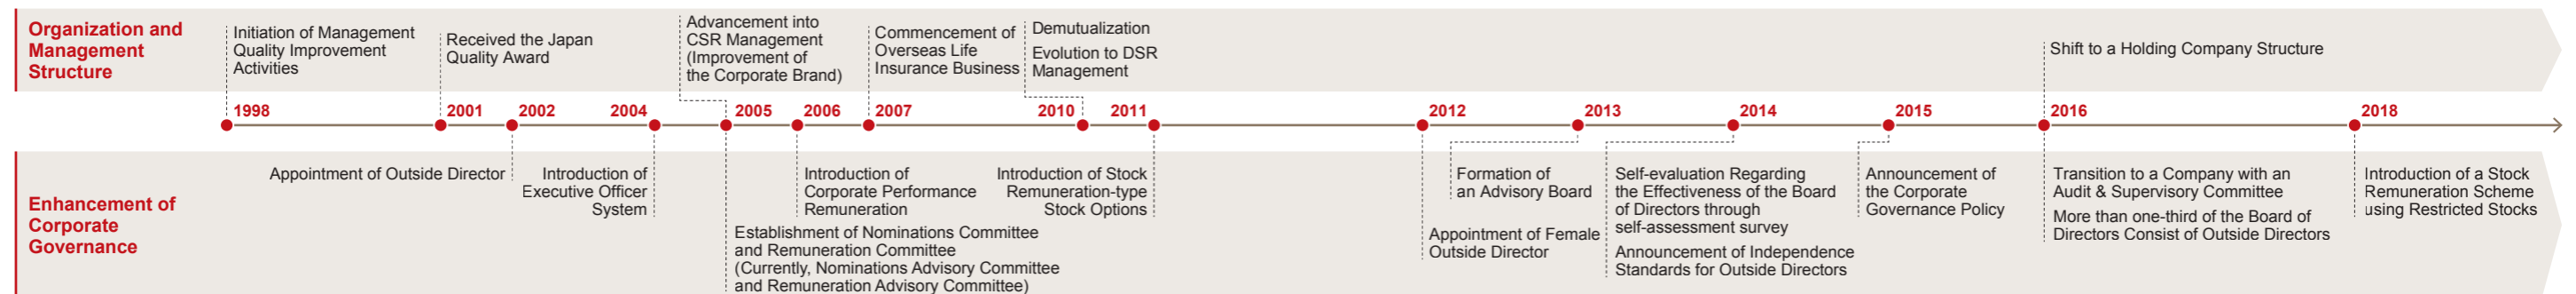 Organization and
Management
Structure
Initiation of Management
Quality Improvement
Activities
Received the Japan
Quality Award
Advancement into
CSR Management
(Improvement of
the Corporate Brand)
Commencement of
Overseas Life
Insurance Business
Demutualization
Evolution to DSR
Management
Shift to a Holding Company Structure
1998
2001
2002
2004
2005
2006
2007
2010
2011
2012
2013
2014
2015
2016
2018
Enhancement of
Corporate
Governance
Appointment of Outside Director
Introduction of
Executive Officer
System
Establishment of Nominations Committee
and Remuneration Committee
(Currently, Nominations Advisory Committee
and Remuneration Advisory Committee)
Introduction of
Corporate Performance
Remuneration
Introduction of Stock
Remuneration-type
Stock Options
Appointment of Female
Outside Director
Formation of
an Advisory Board
Self-evaluation Regarding
the Effectiveness of the Board
of Directors through
self-assessment survey
Announcement of Independence
Standards for Outside Directors
Announcement of
the Corporate
Governance Policy
Transition to a Company with an
Audit & Supervisory Committee
More than one-third of the Board of
Directors Consist of Outside Directors
Introduction of a Stock
Remuneration Scheme
using Restricted Stocks